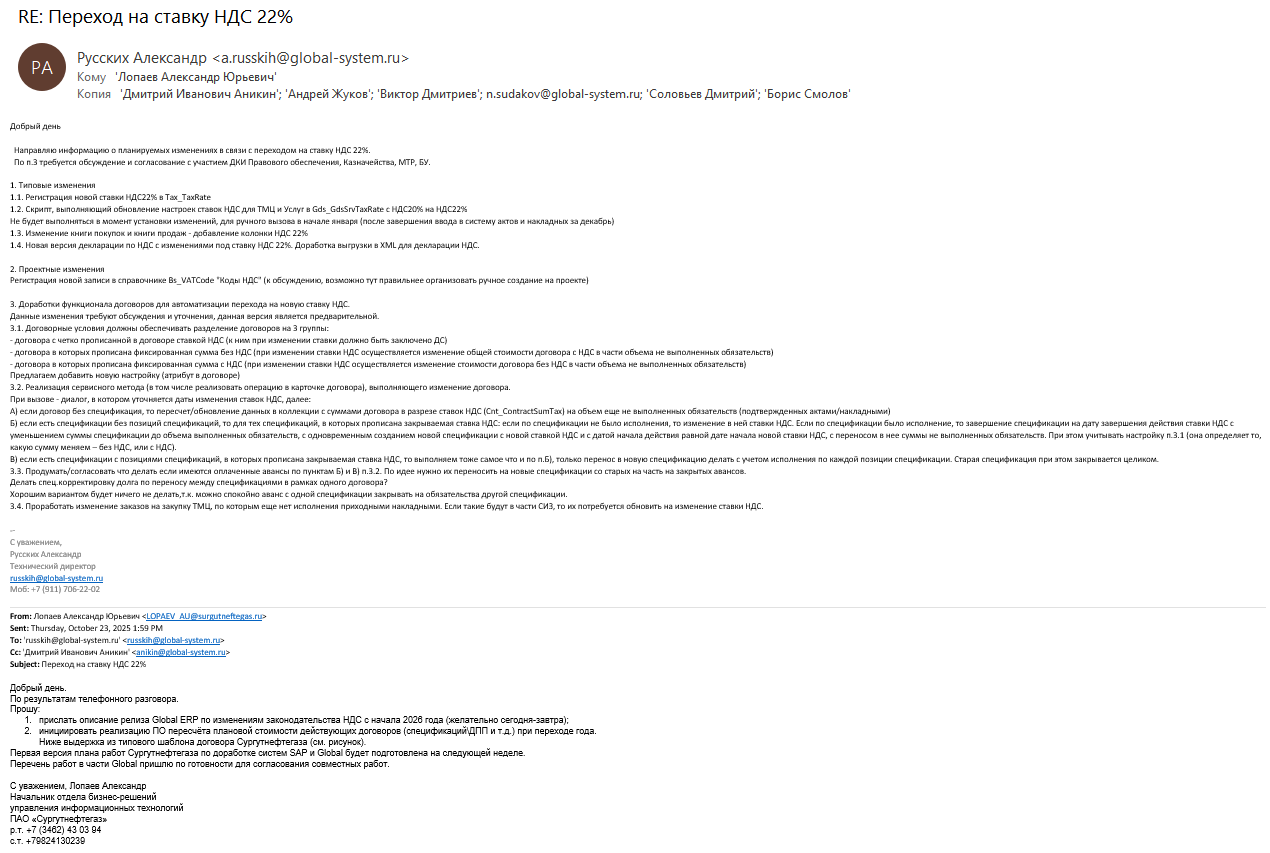 RE: Переход на ставку НДС 22%
РА
Русских Александр <a.russkih@global-system.ru>
Кому 'Лопаев Александр Юрьевич'
Копия 'Дмитрий Иванович Аникин'; 'Андрей Жуков'; 'Виктор Дмитриев'; n.sudakov@global-system.ru; 'Соловьев Дмитрий'; 'Борис Смолов'
Добрый день
Направляю информацию о планируемых изменениях в связи с переходом на ставку НДС 22%.
По п.3 требуется обсуждение и согласование с участием ДКИ Правового обеспечения, Казначейства, МТР, БУ.
1. Типовые изменения
1.1. Регистрация новой ставки НДС22% в Tax_TaxRate
1.2. Скрипт, выполняющий обновление настроек ставок НДС для ТМЦ и Услуг в Gds_GdsSrvTaxRate с НДС20% на НДС22%
Не будет выполняться в момент установки изменений, для ручного вызова в начале января (после завершения ввода в систему актов и накладных за декабрь)
1.3. Изменение книги покупок и книги продаж - добавление колонки НДС 22%
1.4. Новая версия декларации по НДС с изменениями под ставку НДС 22%. Доработка выгрузки в XML для декларации НДС.
2. Проектные изменения
Регистрация новой записи в справочнике Bs_VATCode "Коды НДС" (к обсуждению, возможно тут правильнее организовать ручное создание на проекте)
3. Доработки функционала договоров для автоматизации перехода на новую ставку НДС.
Данные изменения требуют обсуждения и уточнения, данная версия является предварительной.
3.1. Договорные условия должны обеспечивать разделение договоров на 3 группы:
- договора с четко прописанной в договоре ставкой НДС (к ним при изменении ставки должно быть заключено ДС)
- договора в которых прописана фиксированная сумма без НДС (при изменении ставки НДС осуществляется изменение общей стоимости договора с НДС в части объема не выполненных обязательств)
- договора в которых прописана фиксированная сумма с НДС (при изменении ставки НДС осуществляется изменение стоимости договора без НДС в части объема не выполненных обязательств)
Предлагаем добавить новую настройку (атрибут в договоре)
3.2. Реализация сервисного метода (в том числе реализовать операцию в карточке договора), выполняющего изменение договора.
При вызове - диалог, в котором уточняется даты изменения ставок НДС, далее:
А) если договор без спецификация, то пересчет/обновление данных в коллекции с суммами договора в разрезе ставок НДС (Cnt_ContractSumTax) на объем еще не выполненных обязательств (подтвержденных актами/накладными)
Б) если есть спецификации без позиций спецификаций, то для тех спецификаций, в которых прописана закрываемая ставка НДС: если по спецификации не было исполнения, то изменение в ней ставки НДС. Если по спецификации было исполнение, то завершение спецификации на дату завершения действия ставки НДС с
уменьшением суммы спецификации до объема выполненных обязательств, с одновременным созданием новой спецификации с новой ставкой НДС и с датой начала действия равной дате начала новой ставки НДС, с переносом в нее суммы не выполненных обязательств. При этом учитывать настройку п.3.1 (она определяет то,
какую сумму меняем – без НДС, или с НДС).
В) если есть спецификации с позициями спецификаций, в которых прописана закрываемая ставка НДС, то выполняем тоже самое что и по п.Б), только перенос в новую спецификацию делать с учетом исполнения по каждой позиции спецификации. Старая спецификация при этом закрывается целиком.
3.3. Продумать/согласовать что делать если имеются оплаченные авансы по пунктам Б) и В) п.3.2. По идее нужно их переносить на новые спецификации со старых на часть на закрытых авансов.
Делать спец.корректировку долга по переносу между спецификациями в рамках одного договора?
Хорошим вариантом будет ничего не делать,т.к. можно спокойно аванс с одной спецификации закрывать на обязательства другой спецификации.
3.4. Проработать изменение заказов на закупку ТМЦ, по которым еще нет исполнения приходными накладными. Если такие будут в части СИЗ, то их потребуется обновить на изменение ставки НДС.
--
С уважением,
Русских Александр
Технический директор
russkih@global-system.ru
Моб: +7 (911) 706-22-02
From: Лопаев Александр Юрьевич <LOPAEV_AU@surgutneftegas.ru>
Sent: Thursday, October 23, 2025 1:59 PM
To: 'russkih@global-system.ru' <russkih@global-system.ru>
Cc: 'Дмитрий Иванович Аникин' <anikin@global-system.ru>
Subject: Переход на ставку НДС 22%
Добрый день.
По результатам телефонного разговора.
Прошу:
1. прислать описание релиза Global ERP по изменениям законодательства НДС с начала 2026 года (желательно сегодня-завтра);
2. инициировать реализацию ПО пересчёта плановой стоимости действующих договоров (спецификаций\ДПП и т.д.) при переходе года.
Ниже выдержка из типового шаблона договора Сургутнефтегаза (см. рисунок).
Первая версия плана работ Сургутнефтегаза по доработке систем SAP и Global будет подготовлена на следующей неделе.
Перечень работ в части Global пришлю по готовности для согласования совместных работ.
С уважением, Лопаев Александр
Начальник отдела бизнес-решений
управления информационных технологий
ПАО «Сургутнефтегаз»
р.т. +7 (3462) 43 03 94
с.т. +79824130239